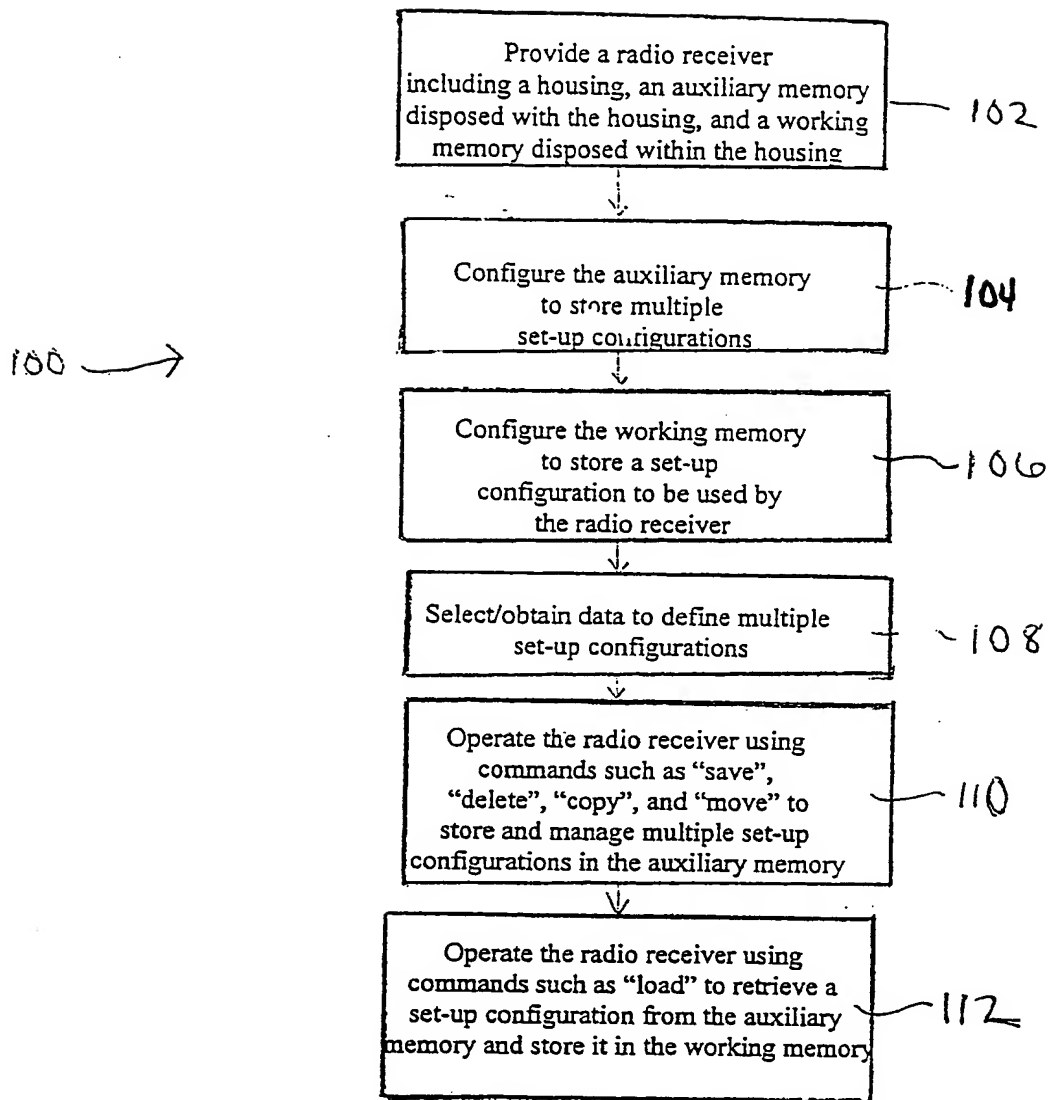 Provide a radio receiver
including a housing, an auxiliary memory
disposed with the housing, and a working
memory disposed within the housing
102
Configure the auxiliary memory
to store multiple
set-up configurations
104
100
Configure the working memory
to store a set-up
configuration to be used by
the radio receiver
106
Select/obtain data to define multiple
set-up configurations
108
Operate the radio receiver using
commands such as “save”,
“delete”, “copy”, and “move” to
store and manage multiple set-up
configurations in the auxiliary memory
110
Operate the radio receiver using
commands such as “load” to retrieve a
set-up configuration from the auxiliary
memory and store it in the working memory
112